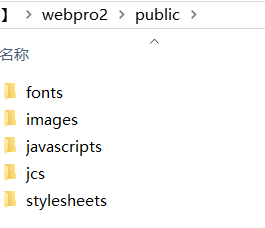 】 > webpro2 > public >
名称
fonts
images
javascripts
jcs
stylesheets